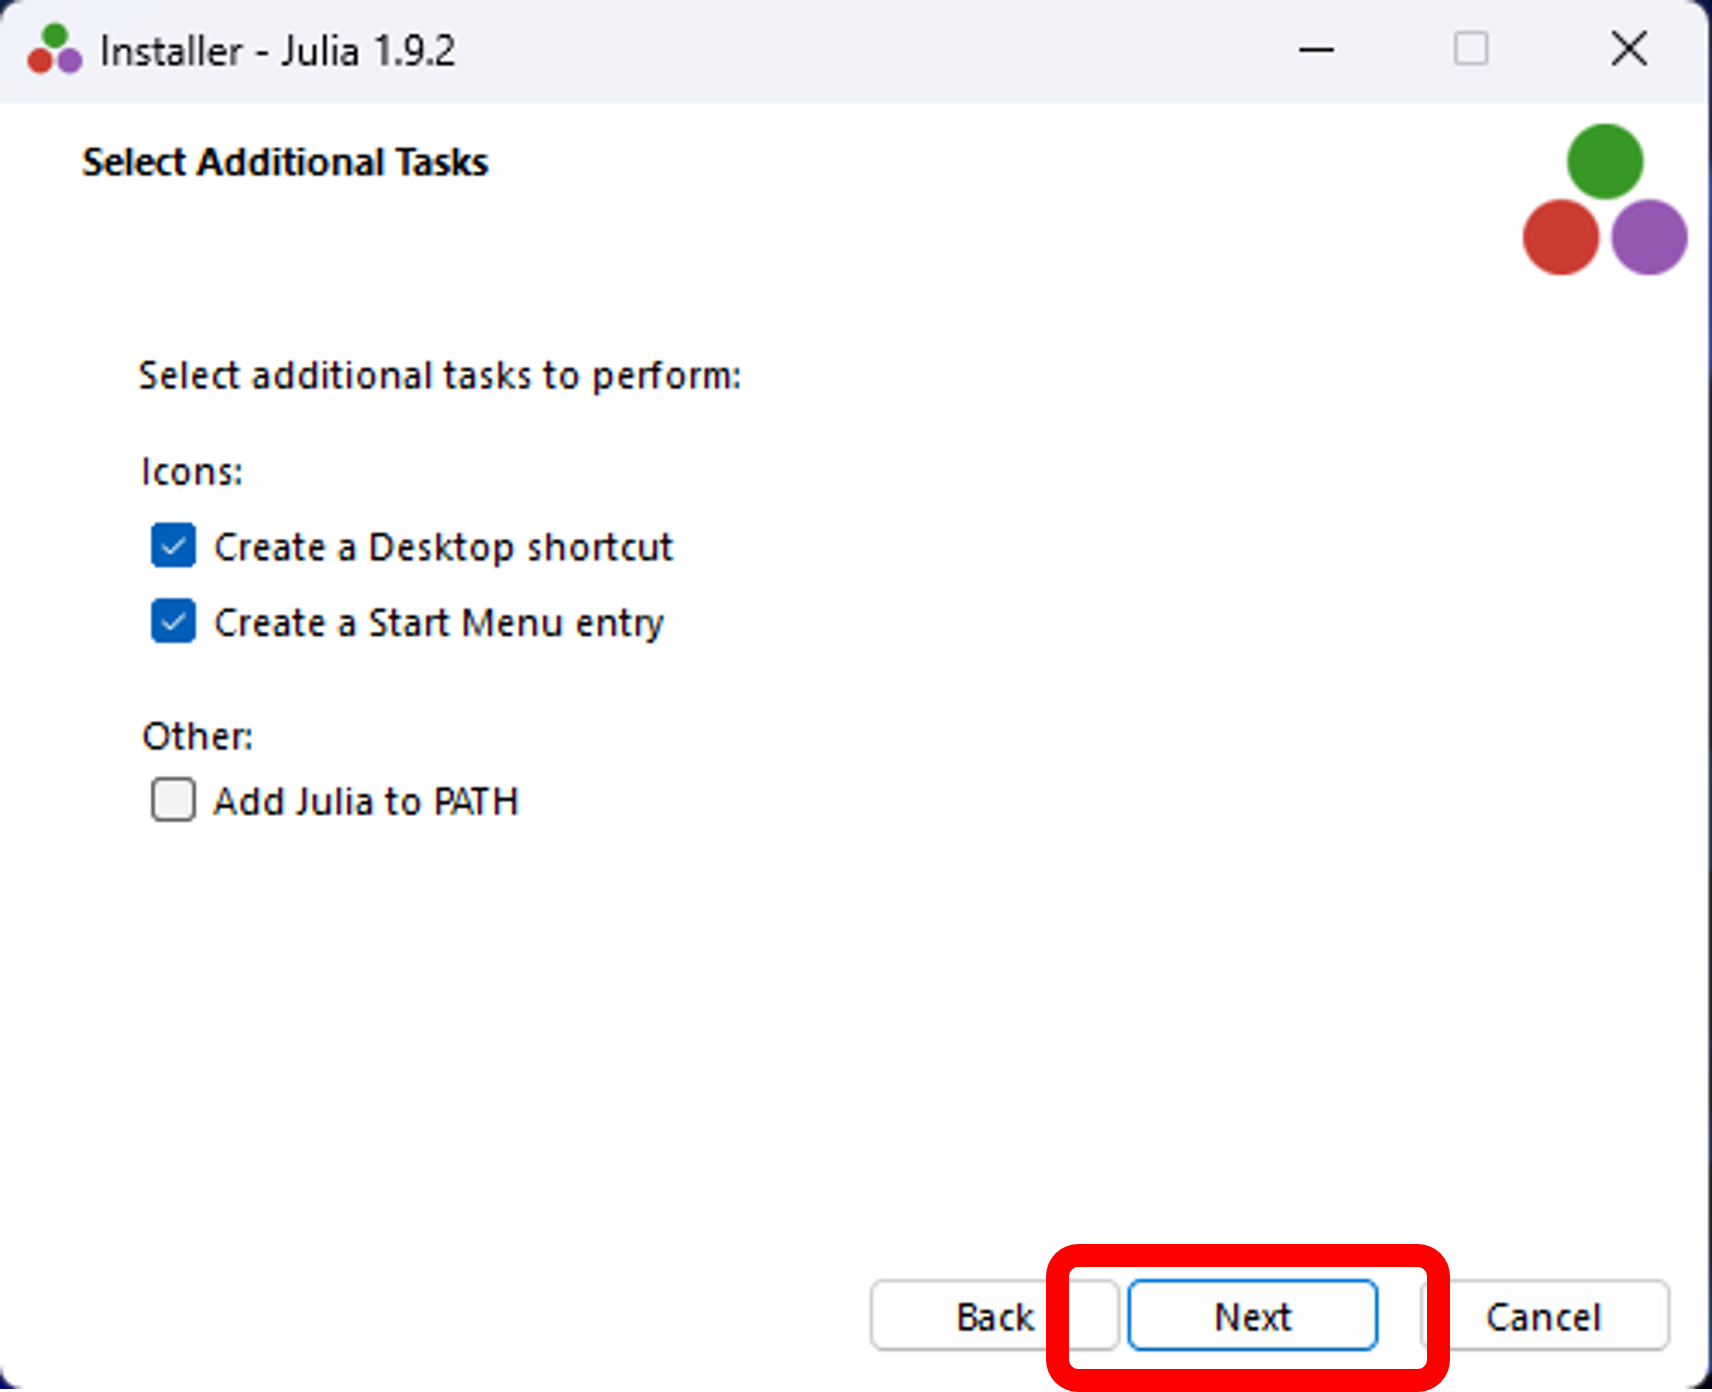 Installer - Julia 1.9.2
Select Additional Tasks
Select additional tasks to perform:
Icons:
Create a Desktop shortcut
Create a Start Menu entry
Other:
Add Julia to PATH
Back Next Cancel